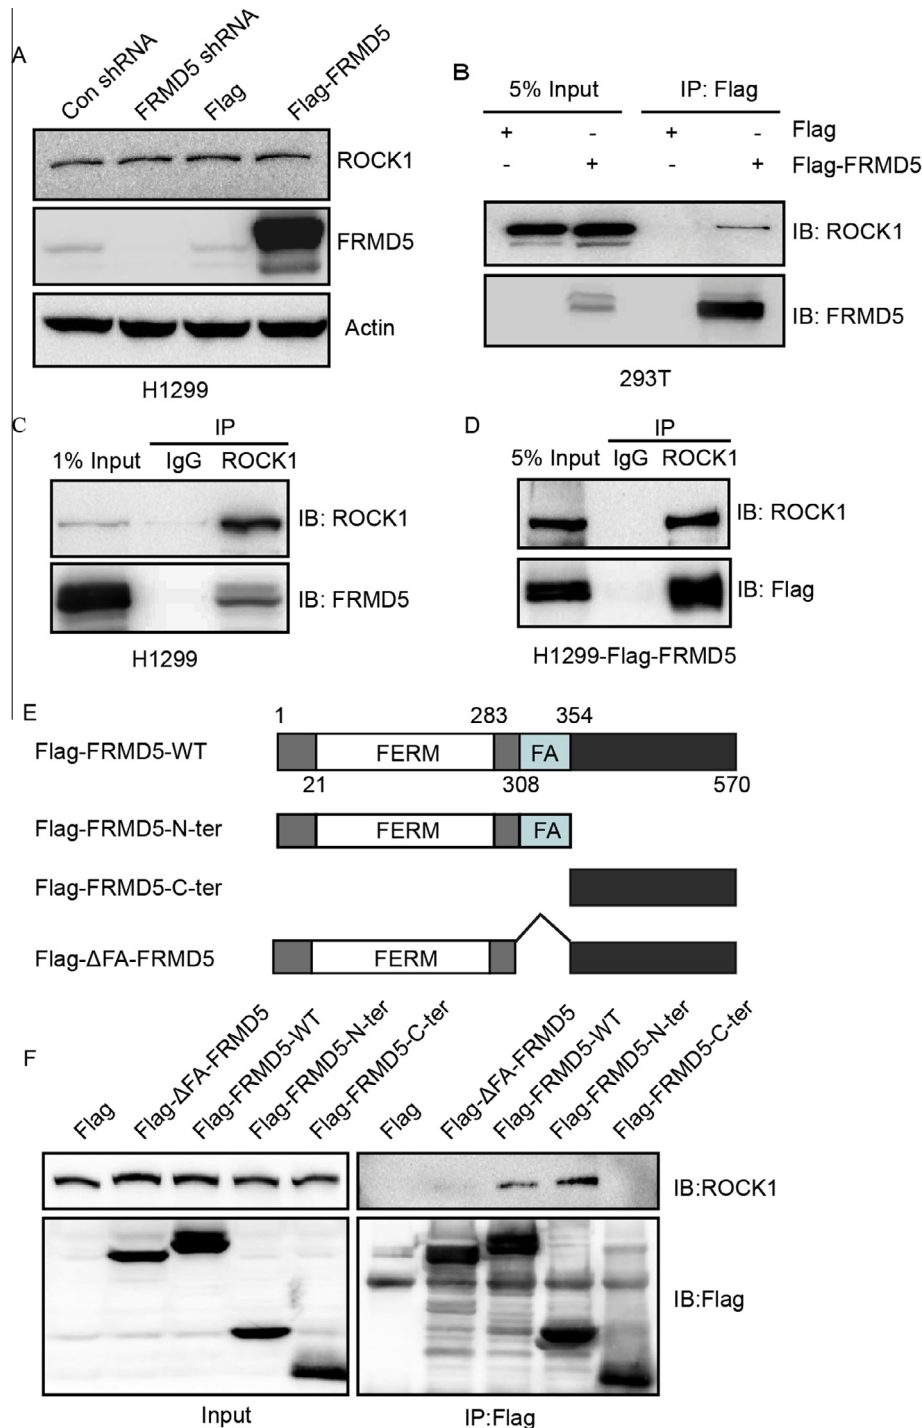 A
Con shRNA
FRMD5 shRNA
Flag
Flag-FRMD5
ROCK1
FRMD5
Actin
H1299
B
5% Input IP: Flag
+ - + - Flag
- + - + Flag-FRMD5
IB: ROCK1
IB: FRMD5
293T
C
IP
1% Input IgG ROCK1
IB: ROCK1
IB: FRMD5
H1299
D
IP
5% Input IgG ROCK1
IB: ROCK1
IB: Flag
H1299-Flag-FRMD5
E
1 283 354
Flag-FRMD5-WT FERM FA
21 308 570
Flag-FRMD5-N-ter FERM FA
Flag-FRMD5-C-ter
Flag-ΔFA-FRMD5 FERM
F
Flag
Flag-ΔFA-FRMD5
Flag-FRMD5-WT
Flag-FRMD5-N-ter
Flag-FRMD5-C-ter
Flag
Flag-ΔFA-FRMD5
Flag-FRMD5-WT
Flag-FRMD5-N-ter
Flag-FRMD5-C-ter
IB:ROCK1
IB:Flag
Input IP:Flag